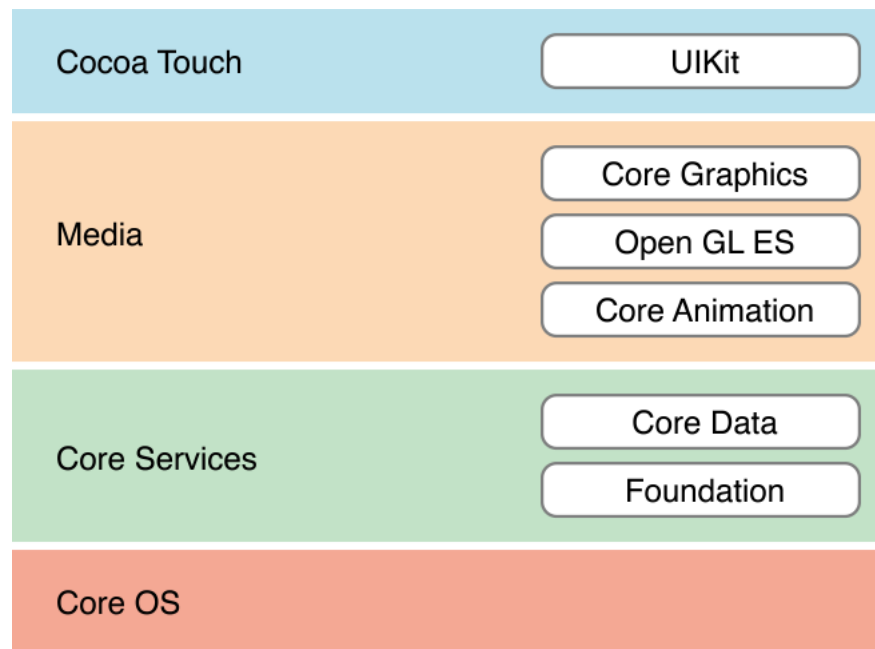 Cocoa Touch
UIKit
Media
Core Graphics
Open GL ES
Core Animation
Core Services
Core Data
Foundation
Core OS